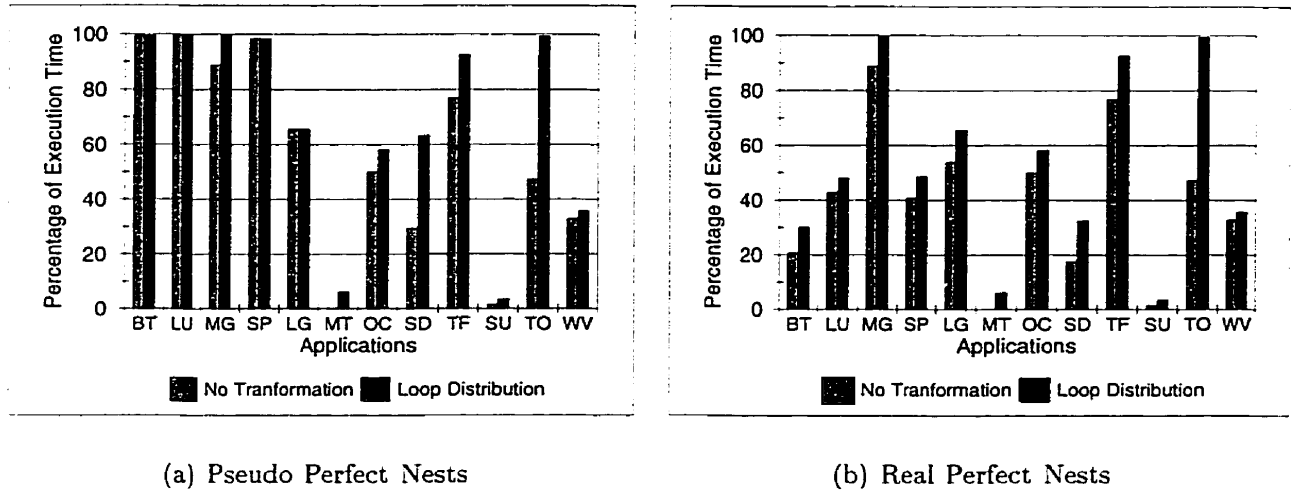 Percentage of Execution Time
100
80
60
40
20
0
BT LU MG SP LG MT OC SD TF SU TO WV
Applications
No Tranformation Loop Distribution
(a) Pseudo Perfect Nests
Percentage of Execution Time
100
80
60
40
20
0
BT LU MG SP LG MT OC SD TF SU TO WV
Applications
No Tranformation Loop Distribution
(b) Real Perfect Nests